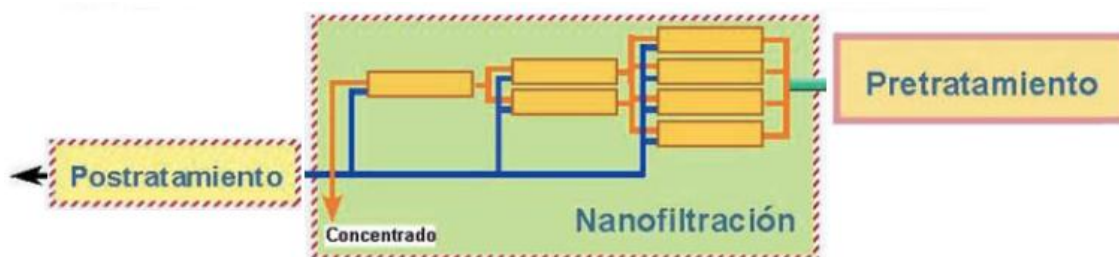 Pretratamiento
Postratamiento
Nanofiltración
Concentrado